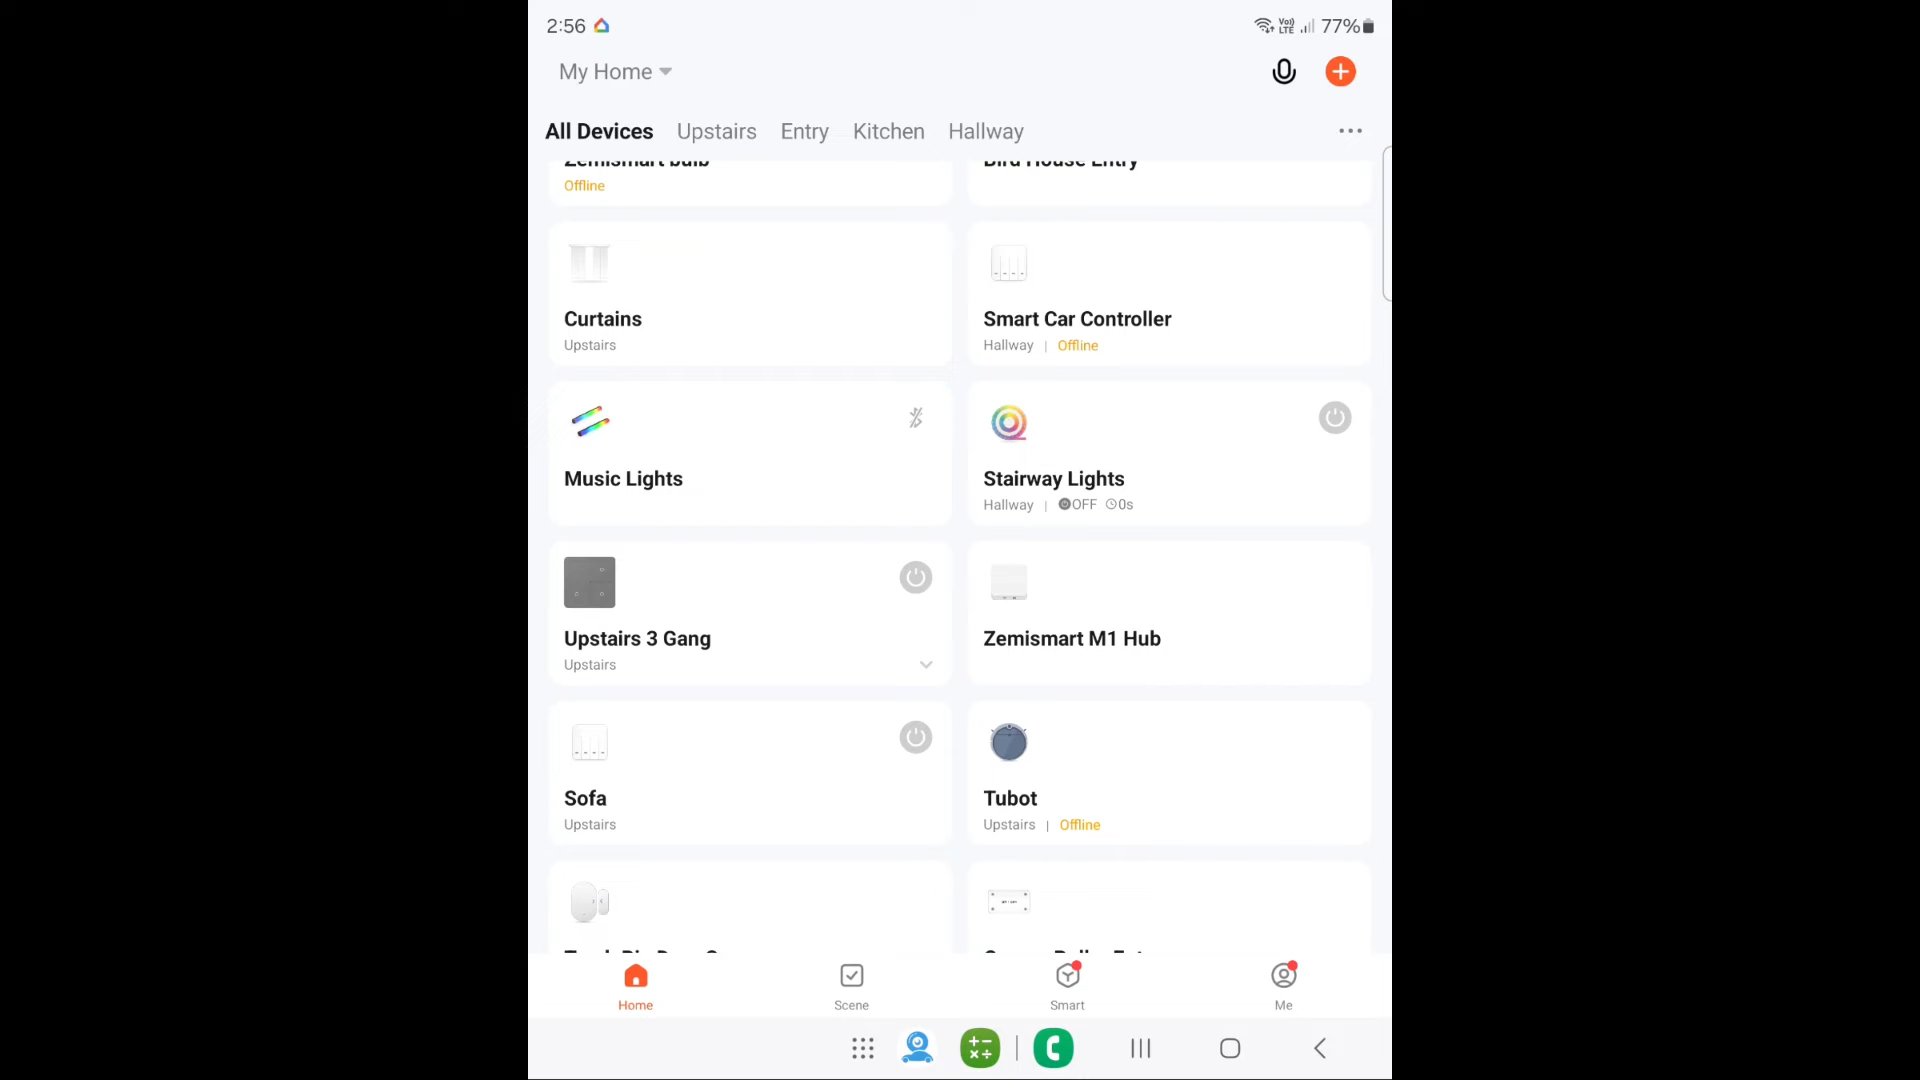 2:56
Vo)) LTE
77%
My Home
All Devices Upstairs Entry Kitchen Hallway
Zemismart bulb
Offline
Bird House Entry
Curtains
Upstairs
Smart Car Controller
Hallway | Offline
Music Lights
Stairway Lights
Hallway | OFF 0s
Upstairs 3 Gang
Upstairs
Zemismart M1 Hub
Sofa
Upstairs
Tubot
Upstairs | Offline
Home
Scene
Smart
Me